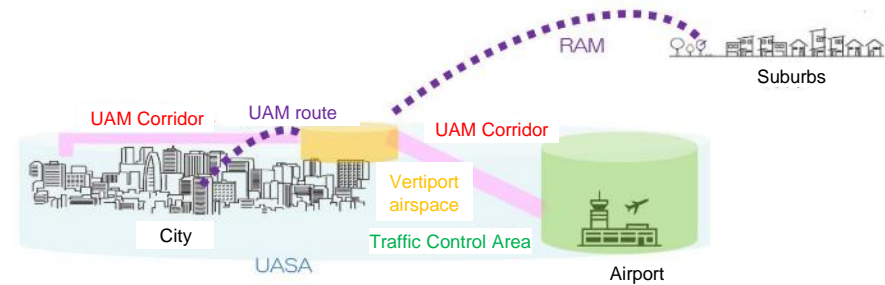 RAM
Suburbs
UAM Corridor
UAM route
UAM Corridor
Vertiport
airspace
City
Traffic Control Area
UASA
Airport